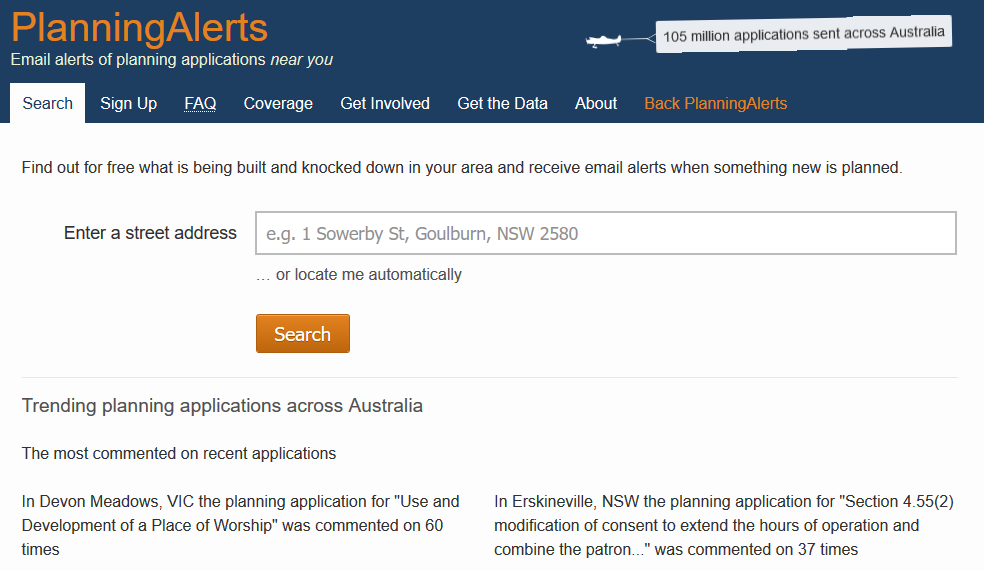 PlanningAlerts
Email alerts of planning applications near you
105 million applications sent across Australia
Search Sign Up FAQ Coverage Get Involved Get the Data About Back PlanningAlerts
Find out for free what is being built and knocked down in your area and receive email alerts when something new is planned.
Enter a street address e.g. 1 Sowerby St, Goulburn, NSW 2580
... or locate me automatically
Search
Trending planning applications across Australia
The most commented on recent applications
In Devon Meadows, VIC the planning application for "Use and
Development of a Place of Worship" was commented on 60
times
In Erskineville, NSW the planning application for "Section 4.55(2)
modification of consent to extend the hours of operation and
combine the patron..." was commented on 37 times